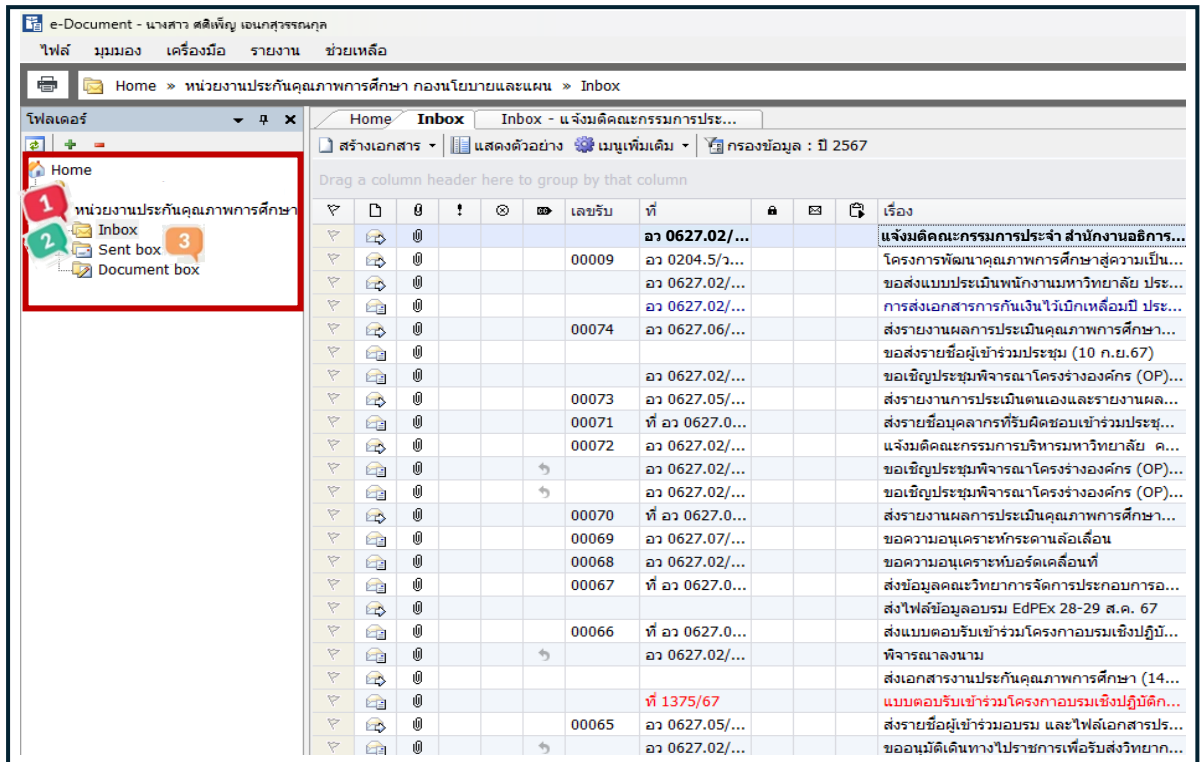 e-Document - นางสาว ศศิเพ็ญ เอนกสุวรรณกุล
ไฟล์ มุมมอง เครื่องมือ รายงาน ช่วยเหลือ
Home » หน่วยงานประกันคุณภาพการศึกษา กองนโยบายและแผน » Inbox
โฟลเดอร์
Home
1
หน่วยงานประกันคุณภาพการศึกษา
Inbox
2
Sent box
3
Document box
Home Inbox Inbox - แจ้งมติคณะกรรมการประ...
สร้างเอกสาร แสดงตัวอย่าง เมนูเพิ่มเติม กรองข้อมูล : ปี 2567
Drag a column header here to group by that column
เลขรับ ที่ เรื่อง
อว 0627.02/... แจ้งมติคณะกรรมการประจำ สำนักงานอธิการ...
00009 อว 0204.5/ว... โครงการพัฒนาคุณภาพการศึกษาสู่ความเป็น...
อว 0627.02/... ขอส่งแบบประเมินพนักงานมหาวิทยาลัย ประ...
อว 0627.02/... การส่งเอกสารการกันเงินไว้เบิกเหลื่อมปี ประ...
00074 อว 0627.06/... ส่งรายงานผลการประเมินคุณภาพการศึกษา...
ขอส่งรายชื่อผู้เข้าร่วมประชุม (10 ก.ย.67)
อว 0627.02/... ขอเชิญประชุมพิจารณาโครงร่างองค์กร (OP)...
00073 อว 0627.05/... ส่งรายงานการประเมินตนเองและรายงานผล...
00071 ที่ อว 0627.0... ส่งรายชื่อบุคลากรที่รับผิดชอบเข้าร่วมประชุ...
00072 อว 0627.02/... แจ้งมติคณะกรรมการบริหารมหาวิทยาลัย ค...
อว 0627.02/... ขอเชิญประชุมพิจารณาโครงร่างองค์กร (OP)...
อว 0627.02/... ขอเชิญประชุมพิจารณาโครงร่างองค์กร (OP)...
00070 ที่ อว 0627.0... ส่งรายงานผลการประเมินคุณภาพการศึกษา...
00069 อว 0627.07/... ขอความอนุเคราะห์กระดานล้อเลื่อน
00068 อว 0627.02/... ขอความอนุเคราะห์บอร์ดเคลื่อนที่
00067 ที่ อว 0627.0... ส่งข้อมูลคณะวิทยาการจัดการประกอบการอ...
ส่งไฟล์ข้อมูลอบรม EdPEx 28-29 ส.ค. 67
00066 ที่ อว 0627.0... ส่งแบบตอบรับเข้าร่วมโครงกาอบรมเชิงปฏิบั...
อว 0627.02/... พิจารณาลงนาม
ส่งเอกสารงานประกันคุณภาพการศึกษา (14...
ที่ 1375/67 แบบตอบรับเข้าร่วมโครงกาอบรมเชิงปฏิบัติก...
00065 อว 0627.05/... ส่งรายชื่อผู้เข้าร่วมอบรม และไฟล์เอกสารปร...
อว 0627.02/... ขออนุมัติเดินทางไปราชการเพื่อรับส่งวิทยาก...